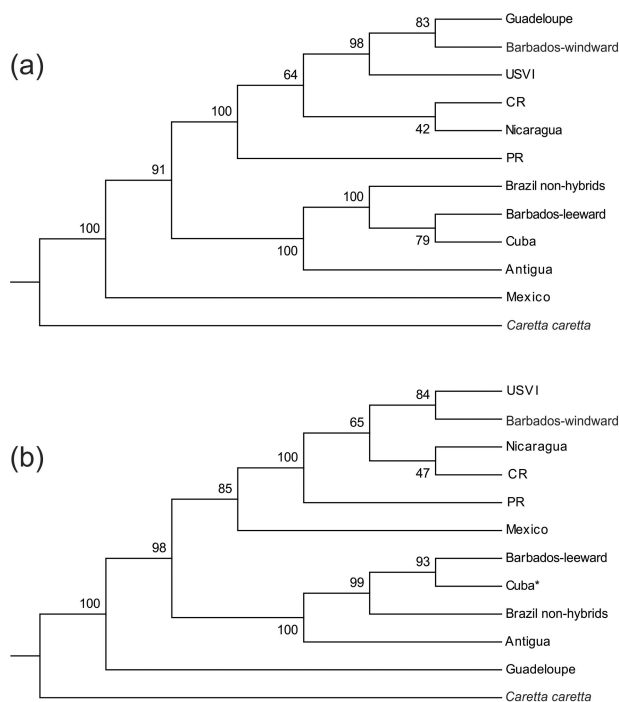 (a)
83
Guadeloupe
Barbados-windward
98
USVI
64
CR
42
Nicaragua
100
PR
91
Brazil non-hybrids
100
Barbados-leeward
79
Cuba
100
Antigua
100
Mexico
Caretta caretta
(b)
84
USVI
Barbados-windward
65
Nicaragua
47
CR
100
PR
85
Mexico
98
93
Barbados-leeward
Cuba*
99
Brazil non-hybrids
100
Antigua
100
Guadeloupe
Caretta caretta